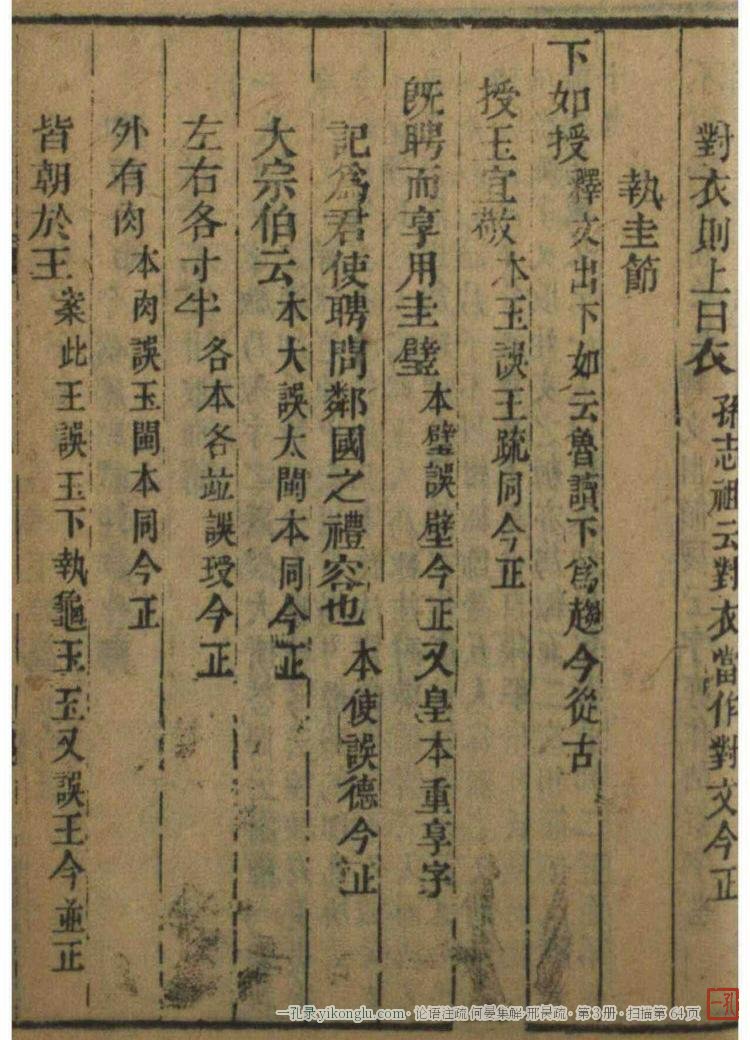 對衣則上曰衣 孫志祖云對衣當作對文今正
執圭節
下如授 釋文出下如云魯讀下爲趨今從古
授玉宜敬 本玉誤王疏同今正
既聘而享用圭璧 本璧誤壁今正又皇本重享字
記爲君使聘問鄰國之禮容也 本使誤德今正
大宗伯云 本大誤太閩本同今正
左右各寸半 各本各竝誤玟今正
外有肉 本肉誤玉閩本同今正
皆朝於王 案此王誤玉下執龜玉玉又誤王今並正
一孔录yikonglu.com · 论语注疏 何晏集解 邢昺疏 · 第3册 · 扫描第64页
一孔